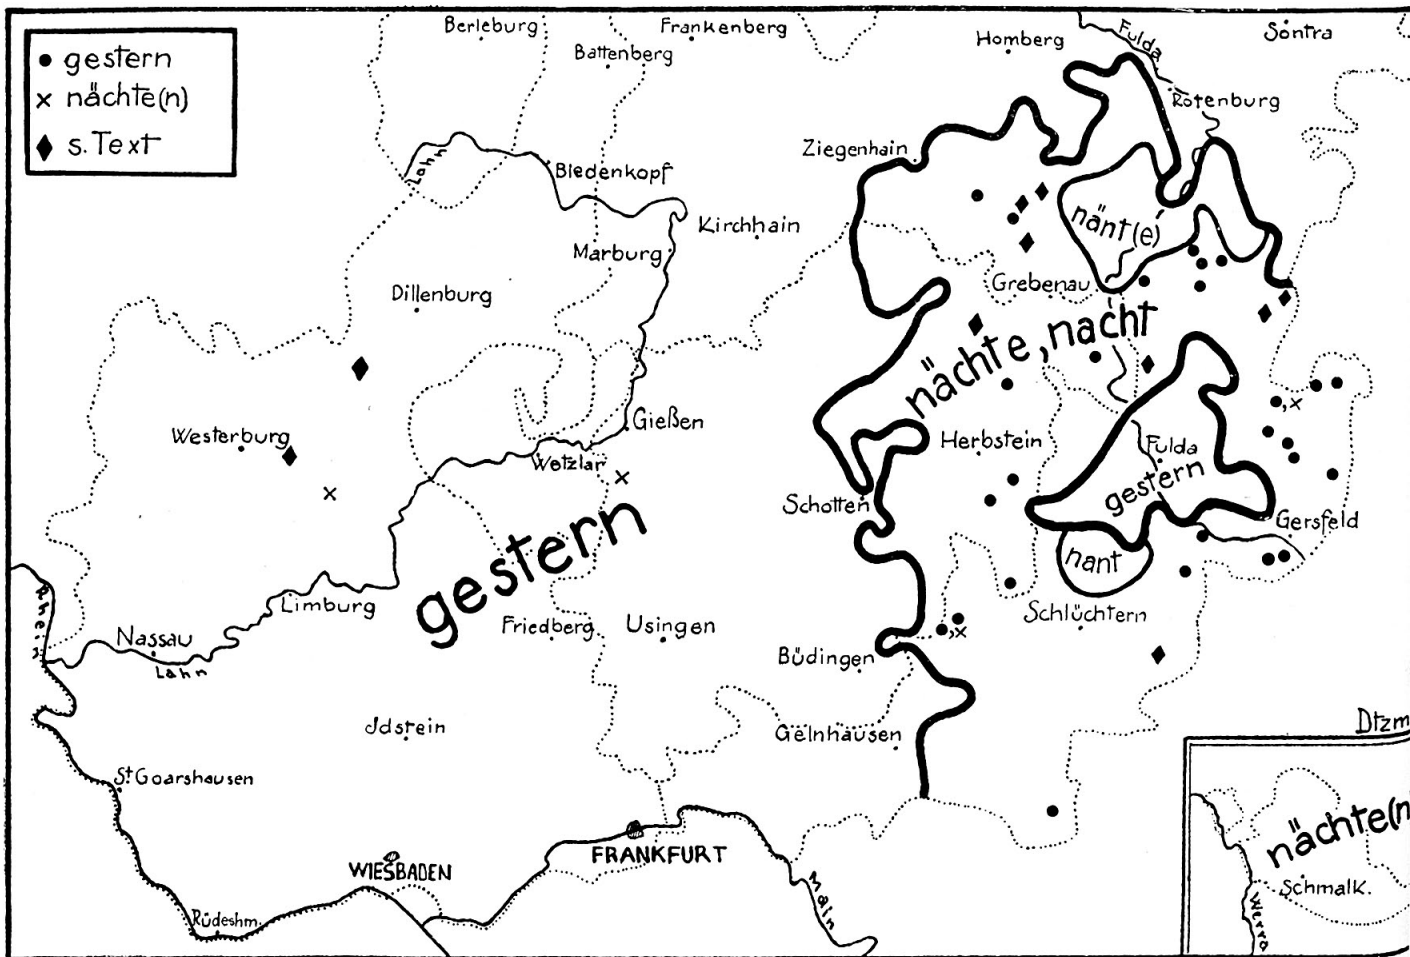 gestern
nächte(n)
s. Text
Berleburg
Frankenberg
Battenberg
Homberg
Fulda
Sontra
Rotenburg
Ziegenhain
Lahn
Biedenkopf
Kirchhain
nänt(e)
Marburg
Dillenburg
Grebenau
nächte, nacht
Westerburg
Gießen
Herbstein
Fulda
Wetzlar
gestern
Schotten
Gersfeld
gestern
hant
Rhein
Limburg
Schlüchtern
Nassau
Friedberg
Usingen
Büdingen
Lahn
Idstein
Gelnhausen
Dtzm
St Goarshausen
nächte(n
FRANKFURT
WIESBADEN
Schmalk.
Main
Rüdeshm.
Werra